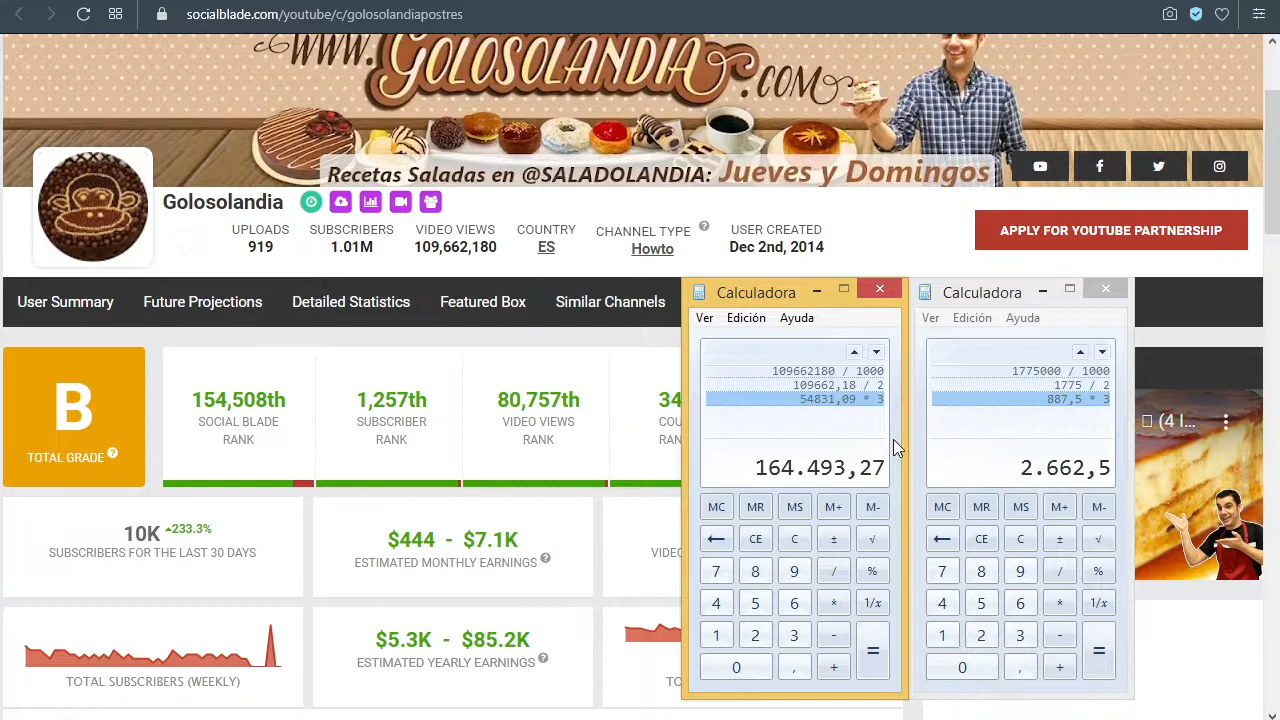 socialblade.com/youtube/c/golosolandiapostres
WWW.GOLOSOLANDIA.COM
Recetas Saladas en @SALADOLANDIA: Jueves y Domingos
Golosolandia
UPLOADS
919
SUBSCRIBERS
1.01M
VIDEO VIEWS
109,662,180
COUNTRY
ES
CHANNEL TYPE ?
Howto
USER CREATED
Dec 2nd, 2014
APPLY FOR YOUTUBE PARTNERSHIP
User Summary
Future Projections
Detailed Statistics
Featured Box
Similar Channels
B
TOTAL GRADE ?
154,508th
SOCIAL BLADE
RANK
1,257th
SUBSCRIBER
RANK
80,757th
VIDEO VIEWS
RANK
34
COU
RAN
10K 233.3%
SUBSCRIBERS FOR THE LAST 30 DAYS
$444 - $7.1K
ESTIMATED MONTHLY EARNINGS ?
VIDEO
TOTAL SUBSCRIBERS (WEEKLY)
$5.3K - $85.2K
ESTIMATED YEARLY EARNINGS ?
TO
(4 l...
Calculadora
Ver Edición Ayuda
109662180 / 1000
109662,18 / 2
54831,09 * 3
164.493,27
MC MR MS M+ M-
← CE C ± √
7 8 9 / %
4 5 6 * 1/x
1 2 3 - =
0 , +
Calculadora
Ver Edición Ayuda
1775000 / 1000
1775 / 2
887,5 * 3
2.662,5
MC MR MS M+ M-
← CE C ± √
7 8 9 / %
4 5 6 * 1/x
1 2 3 - =
0 , +